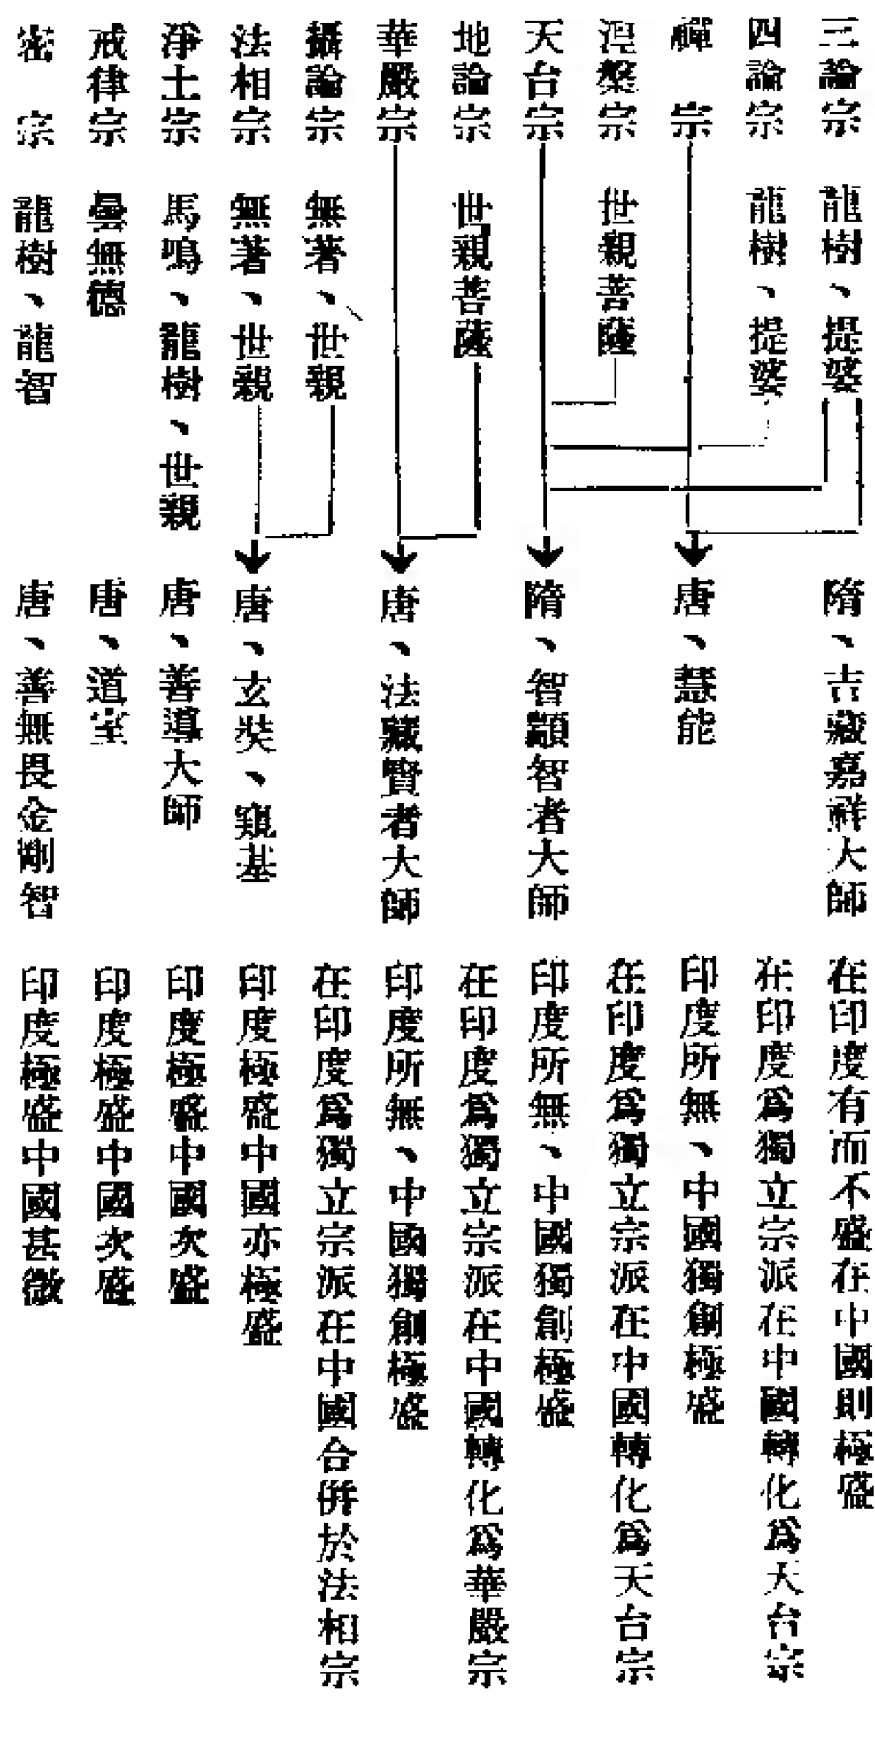 三論宗 龍樹、提婆 隋、吉藏嘉祥大師 在印度有而不盛在中國則極盛
四論宗 龍樹、提婆 在印度爲獨立宗派在中國轉化爲天台宗
禪宗 唐、慧能 印度所無、中國獨創極盛
涅槃宗 世親菩薩 在印度爲獨立宗派在中國轉化爲天台宗
天台宗 隋、智顗智者大師 印度所無、中國獨創極盛
地論宗 世親菩薩 在印度爲獨立宗派在中國轉化爲華嚴宗
華嚴宗 唐、法藏賢者大師 印度所無、中國獨創極盛
攝論宗 無著、世親 在印度爲獨立宗派在中國合併於法相宗
法相宗 無著、世親 唐、玄奘、窺基 印度極盛中國亦極盛
淨土宗 馬鳴、龍樹、世親 唐、善導大師 印度極盛中國次盛
戒律宗 曇無德 唐、道宣 印度極盛中國次盛
密宗 龍樹、龍智 唐、善無畏金剛智 印度極盛中國甚微